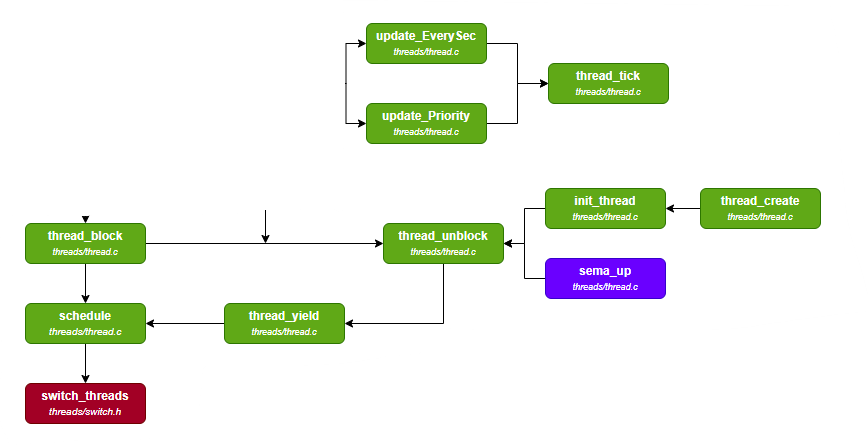 update_EverySec
threads/thread.c
thread_tick
threads/thread.c
update_Priority
threads/thread.c
init_thread
threads/thread.c
thread_create
threads/thread.c
thread_block
threads/thread.c
thread_unblock
threads/thread.c
sema_up
threads/thread.c
schedule
threads/thread.c
thread_yield
threads/thread.c
switch_threads
threads/switch.h